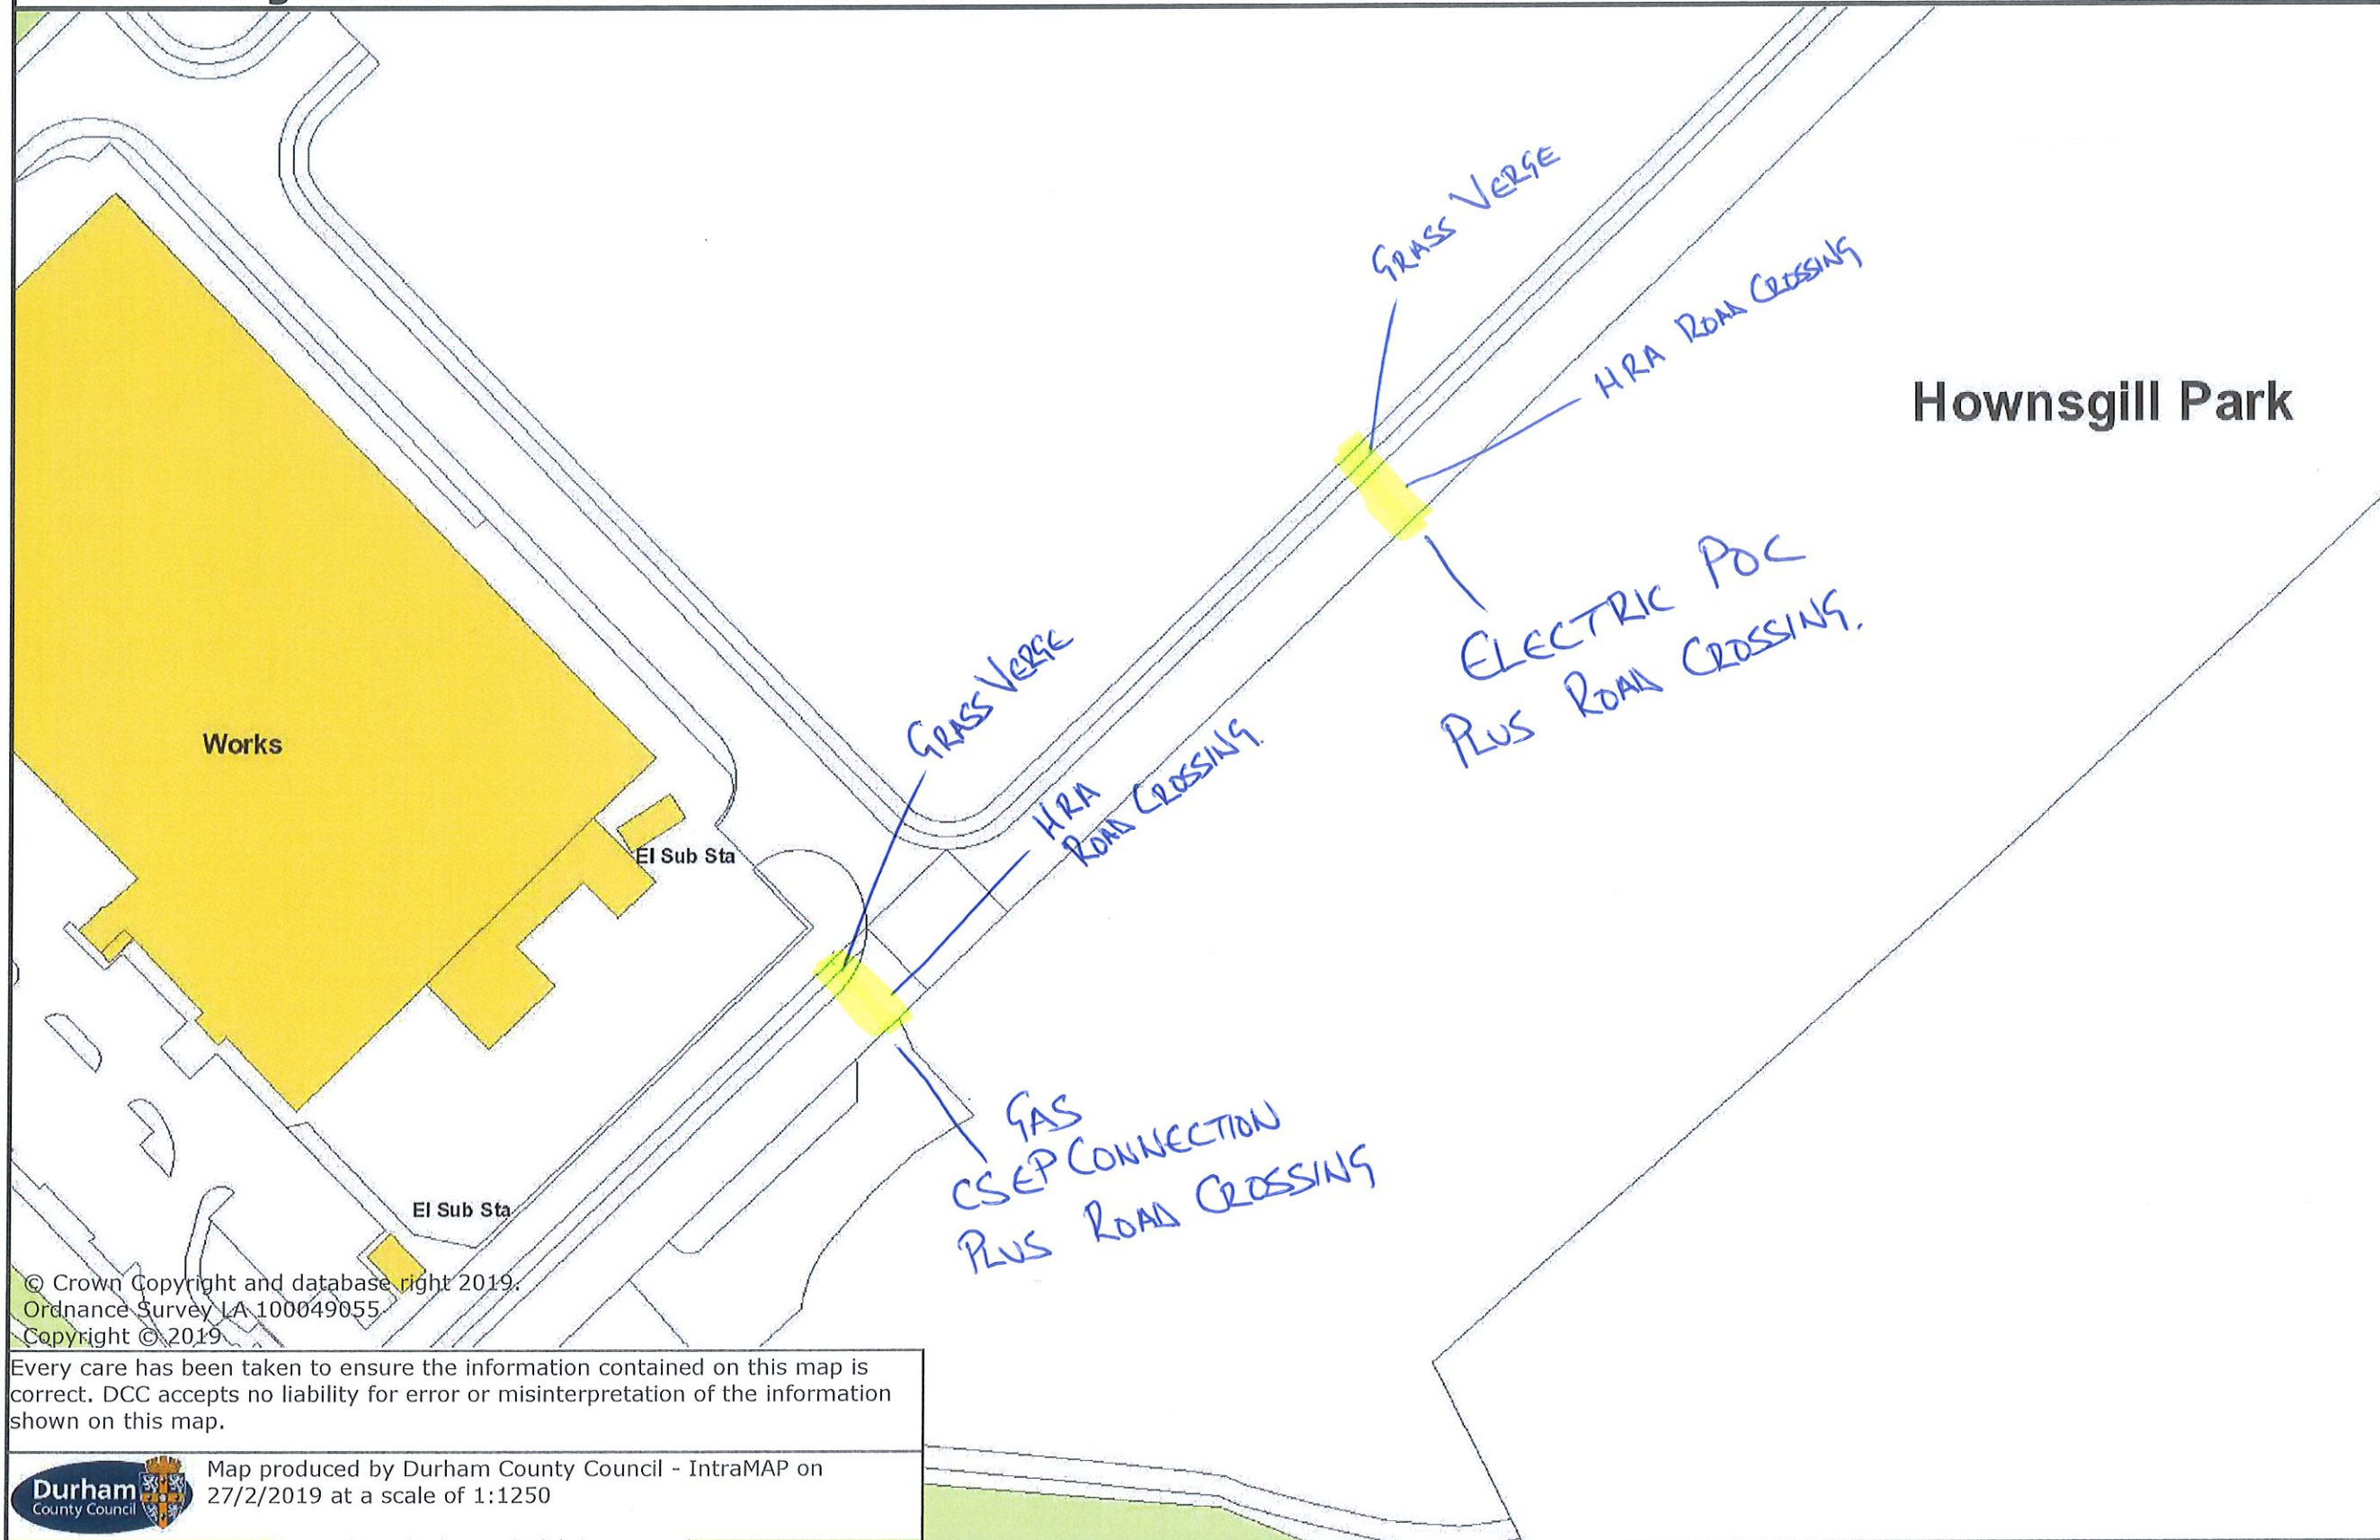 GRASS VERGE
HRA ROAD CROSSING
Hownsgill Park
ELECTRIC POC
PLUS ROAD CROSSING.
GRASS VERGE
HRA
ROAD CROSSING.
Works
El Sub Sta
GAS
CSEP CONNECTION
PLUS ROAD CROSSING
El Sub Sta
© Crown Copyright and database right 2019.
Ordnance Survey LA 100049055
Copyright © 2019
Every care has been taken to ensure the information contained on this map is
correct. DCC accepts no liability for error or misinterpretation of the information
shown on this map.
Durham
County Council
Map produced by Durham County Council - IntraMAP on
27/2/2019 at a scale of 1:1250